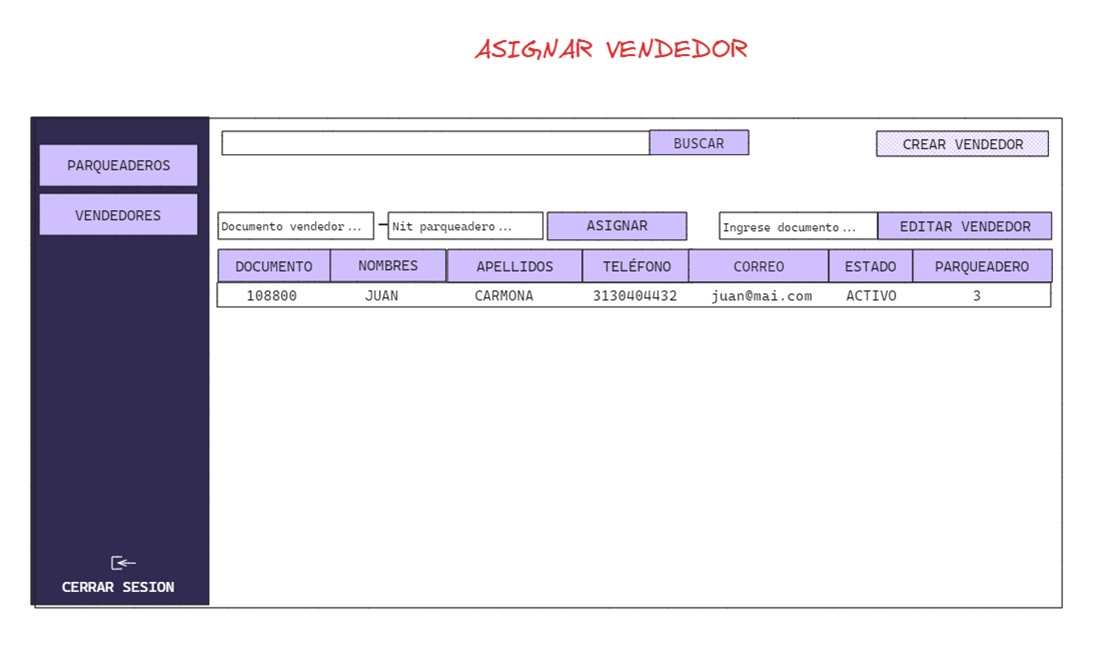 ASIGNAR VENDEDOR
PARQUEADEROS
VENDEDORES
CERRAR SESION
BUSCAR
CREAR VENDEDOR
Documento vendedor ... – Nit parqueadero ... ASIGNAR
Ingrese documento ... EDITAR VENDEDOR
DOCUMENTO NOMBRES APELLIDOS TELÉFONO CORREO ESTADO PARQUEADERO
108800 JUAN CARMONA 3130404432 juan@mai.com ACTIVO 3